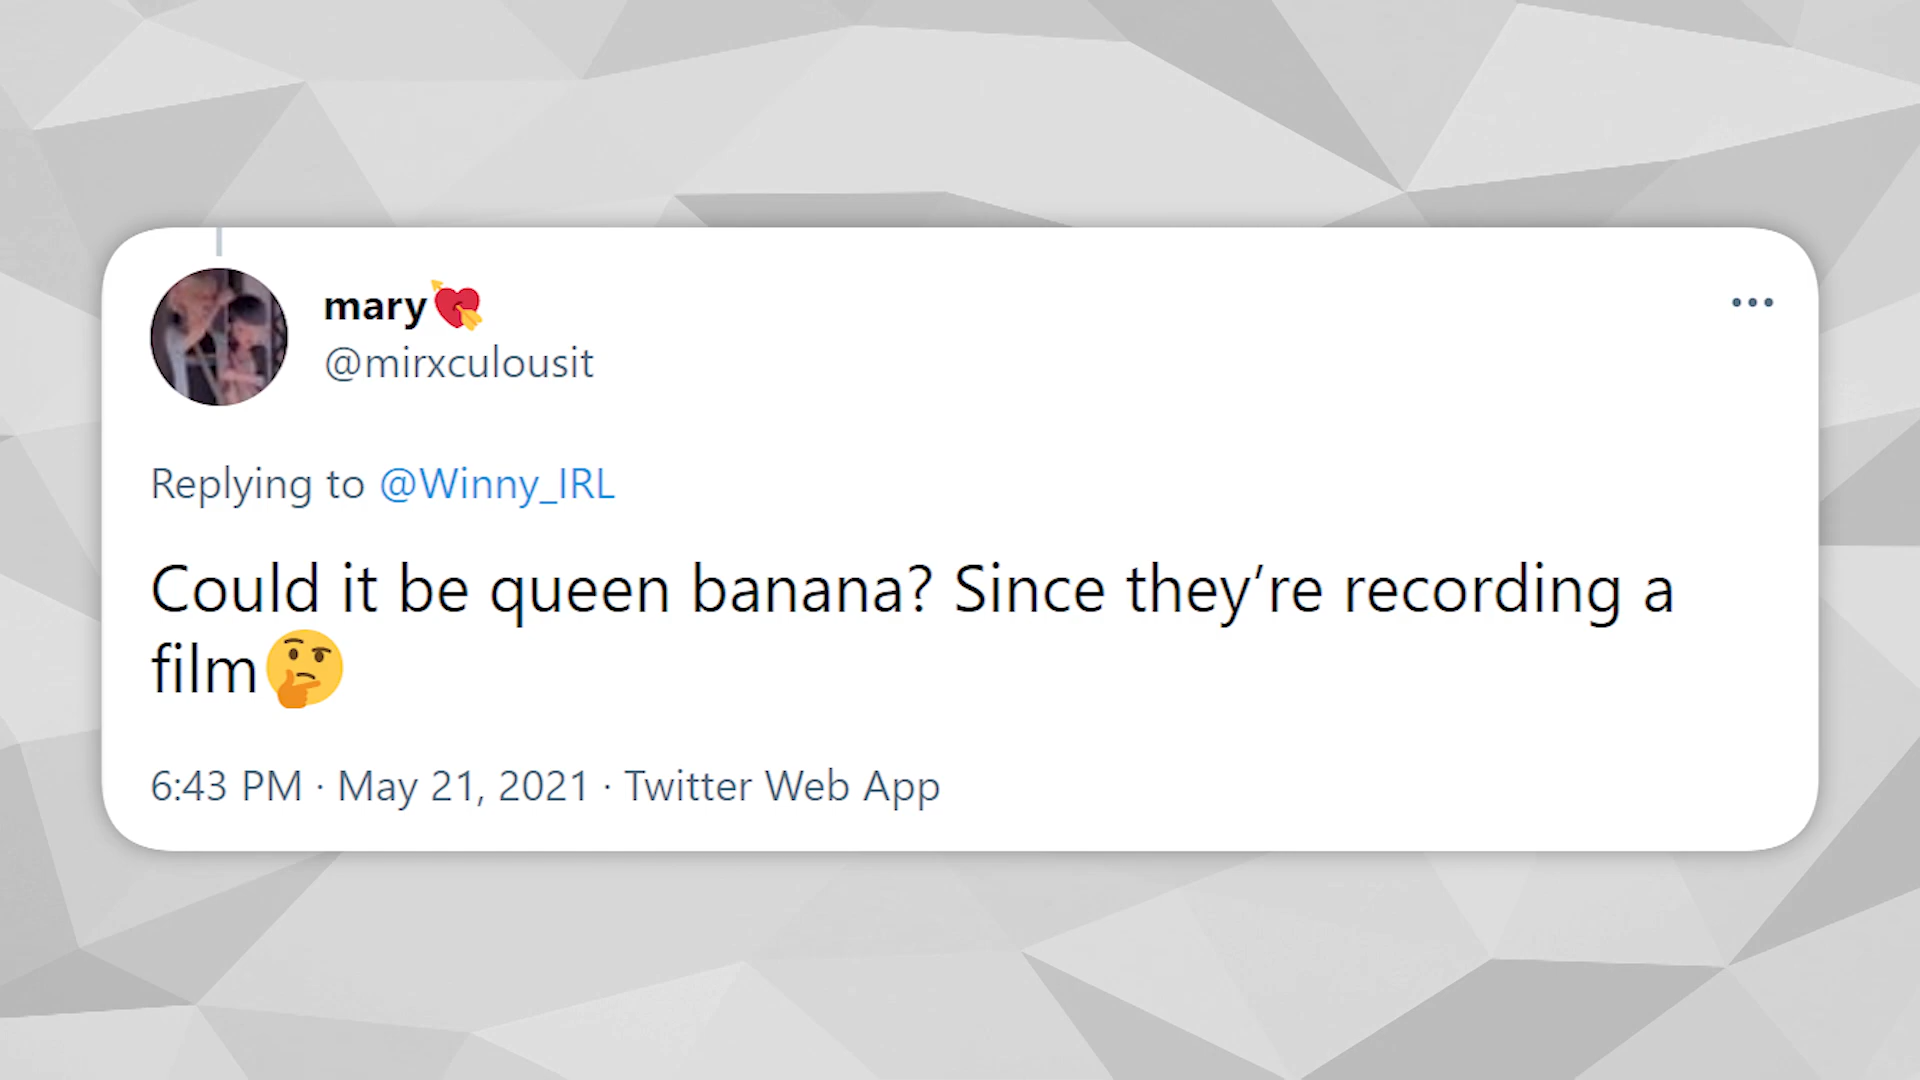 mary💘
@mirxculousit
Replying to @Winny_IRL
Could it be queen banana? Since they’re recording a
film🤔
6:43 PM · May 21, 2021 · Twitter Web App